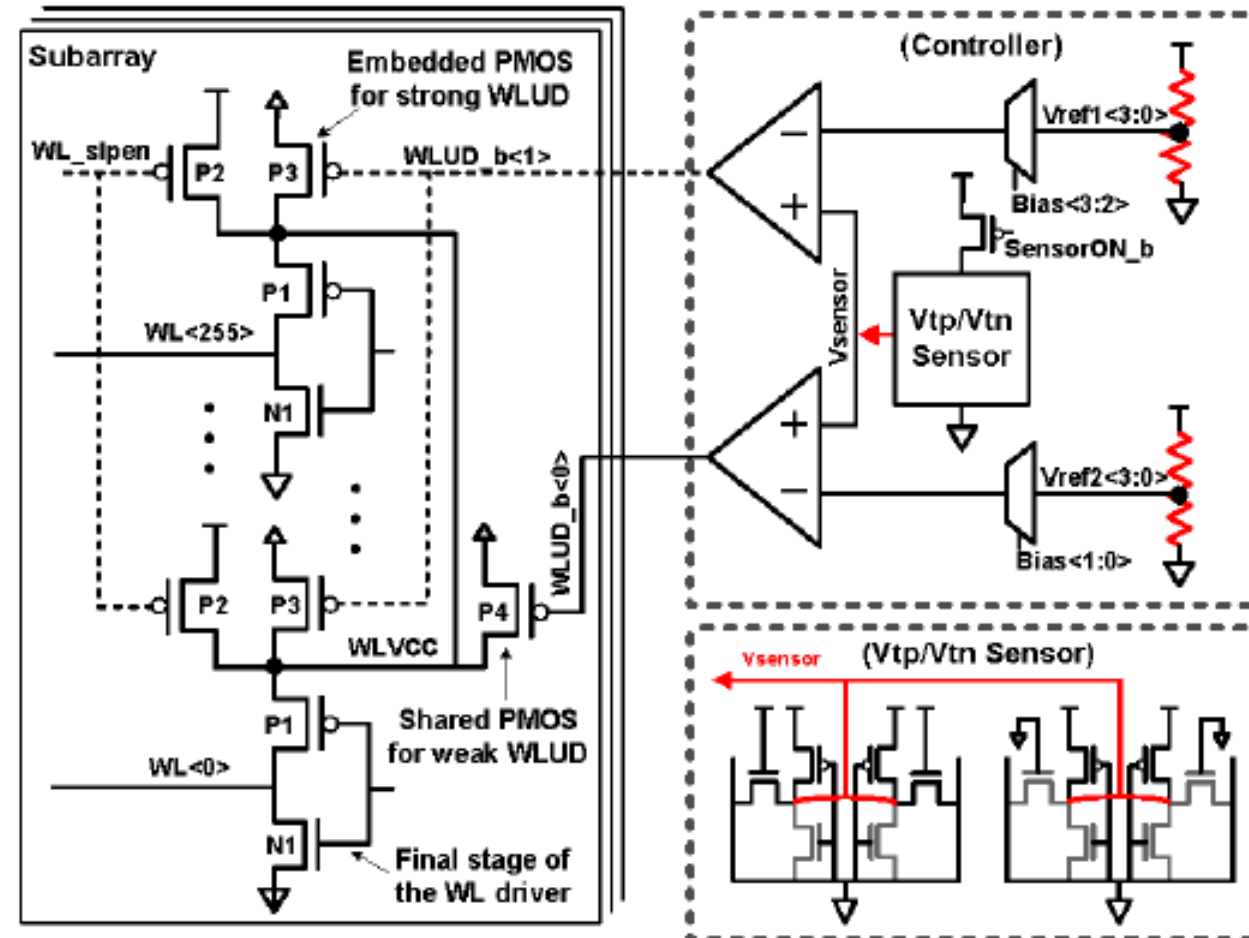 Subarray
Embedded PMOS
for strong WLUD
WL_slpen
P2
P3
WLUD_b<1>
P1
WL<255>
N1
P2
P3
P4
WLUD_b<0>
WLVCC
P1
Shared PMOS
for weak WLUD
WL<0>
N1
Final stage of
the WL driver
(Controller)
Vref1<3:0>
−
+
Bias<3:2>
SensorON_b
Vsensor
Vtp/Vtn
Sensor
+
−
Vref2<3:0>
Bias<1:0>
Vsensor
(Vtp/Vtn Sensor)